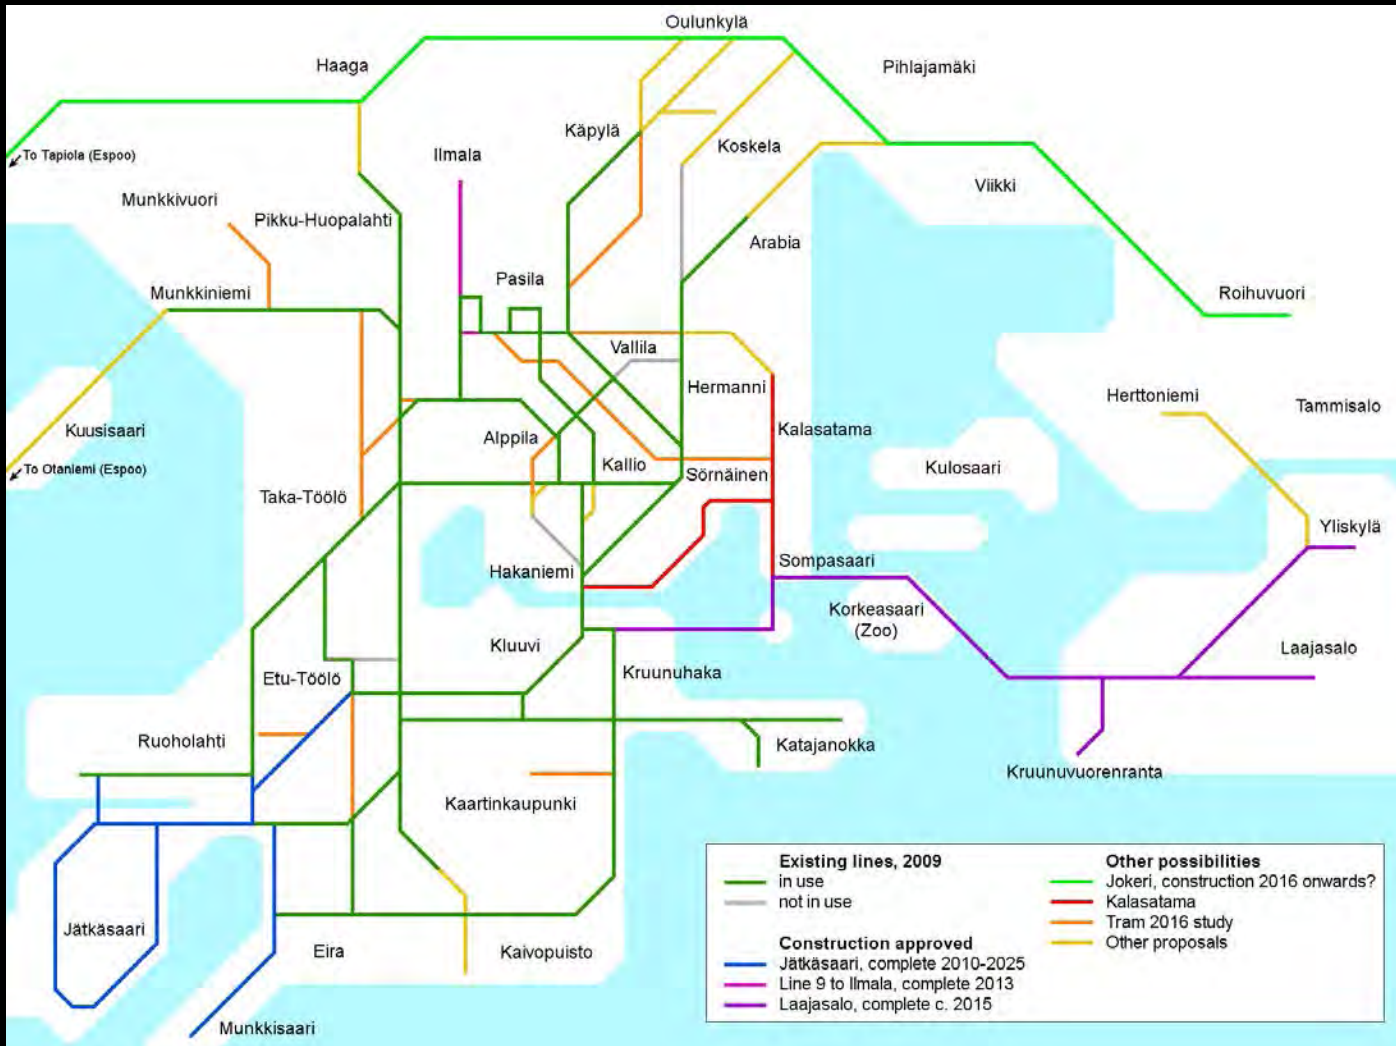 Oulunkylä
Haaga
Pihlajamäki
Käpylä
Koskela
Ilmala
To Tapiola (Espoo)
Viikki
Munkkivuori
Pikku-Huopalahti
Arabia
Pasila
Munkkiniemi
Roihuvuori
Vallila
Hermanni
Herttoniemi
Tammisalo
Kuusisaari
Alppila
Kalasatama
To Otaniemi (Espoo)
Kallio
Sörnäinen
Kulosaari
Taka-Töölö
Yliskylä
Hakaniemi
Sompasaari
Korkeasaari
(Zoo)
Kluuvi
Laajasalo
Etu-Töölö
Kruunuhaka
Ruoholahti
Katajanokka
Kruunuvuorenranta
Kaartinkaupunki
Jätkäsaari
Eira
Kaivopuisto
Munkkisaari
Existing lines, 2009
in use
not in use
Construction approved
Jätkäsaari, complete 2010-2025
Line 9 to Ilmala, complete 2013
Laajasalo, complete c. 2015
Other possibilities
Jokeri, construction 2016 onwards?
Kalasatama
Tram 2016 study
Other proposals